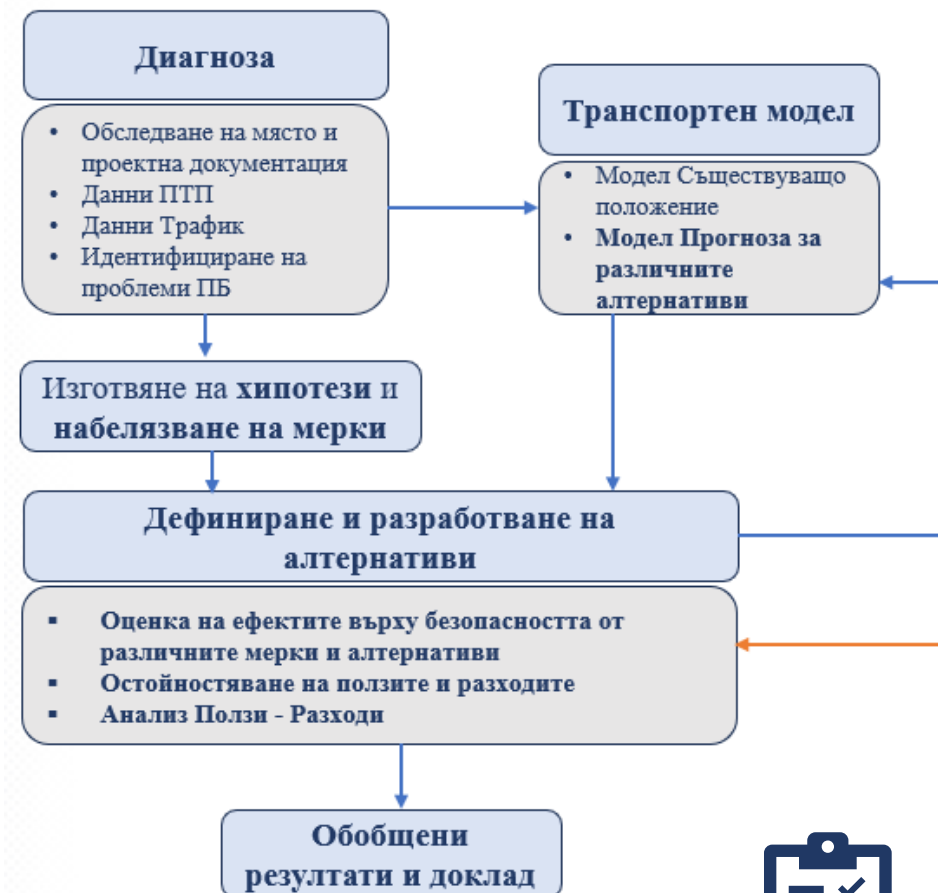 Диагноза
• Обследване на място и
проектна документация
• Данни ПТП
• Данни Трафик
• Идентифициране на
проблеми ПБ
Транспортен модел
• Модел Съществуващо
положение
• Модел Прогноза за
различните
алтернативи
Изготвяне на хипотези и
набелязване на мерки
Дефиниране и разработване на
алтернативи
▪ Оценка на ефектите върху безопасността от
различните мерки и алтернативи
▪ Остойностяване на ползите и разходите
▪ Анализ Ползи - Разходи
Обобщени
резултати и доклад